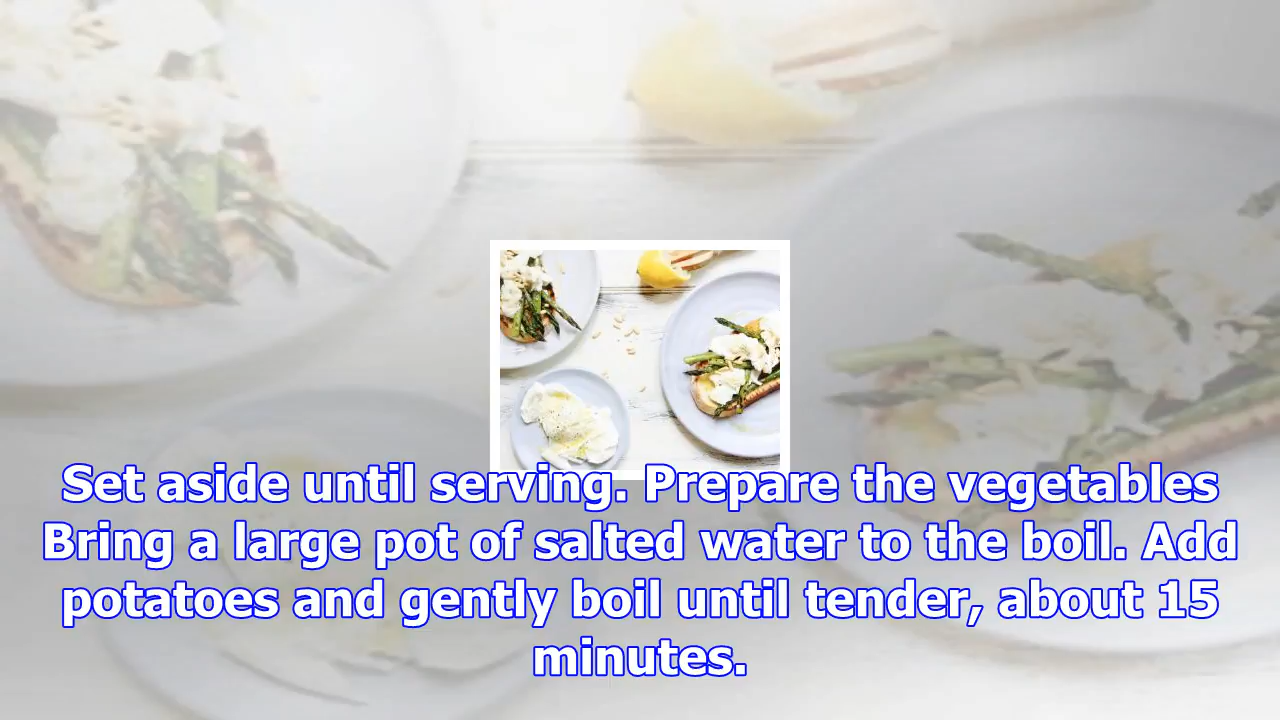 Set aside until serving. Prepare the vegetables
Bring a large pot of salted water to the boil. Add
potatoes and gently boil until tender, about 15
minutes.